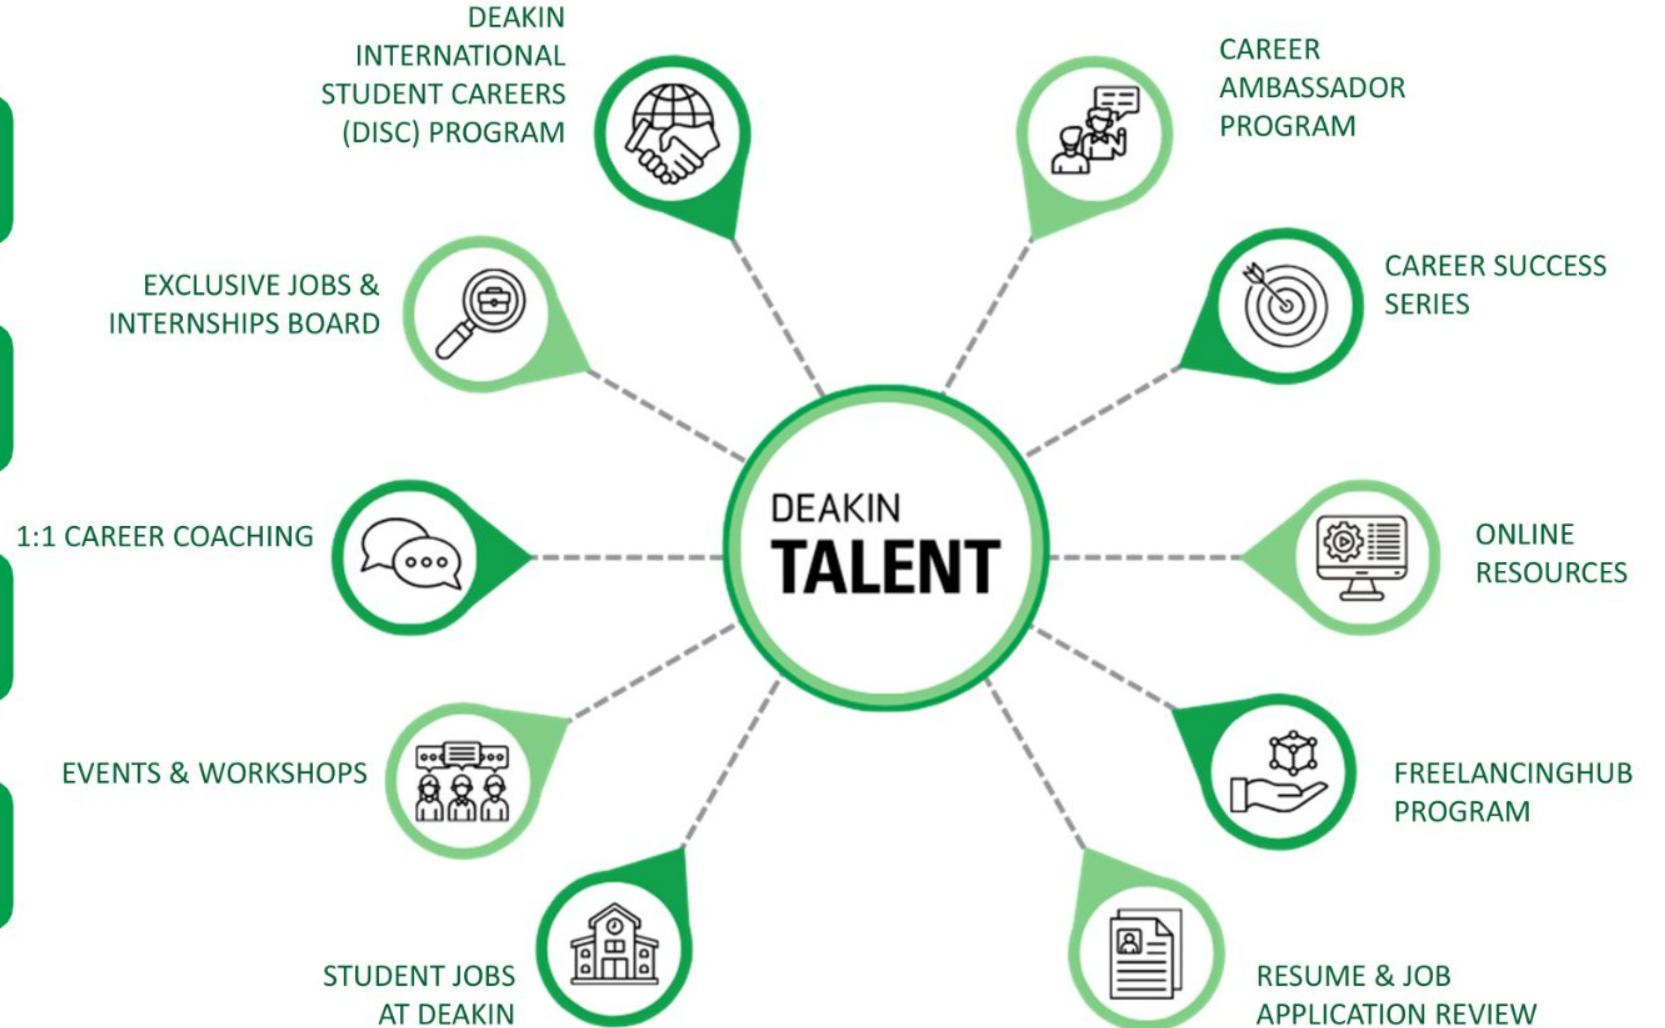 DEAKIN
INTERNATIONAL
STUDENT CAREERS
(DISC) PROGRAM
CAREER
AMBASSADOR
PROGRAM
EXCLUSIVE JOBS &
INTERNSHIPS BOARD
CAREER SUCCESS
SERIES
1:1 CAREER COACHING
DEAKIN
TALENT
ONLINE
RESOURCES
EVENTS & WORKSHOPS
FREELANCINGHUB
PROGRAM
STUDENT JOBS
AT DEAKIN
RESUME & JOB
APPLICATION REVIEW